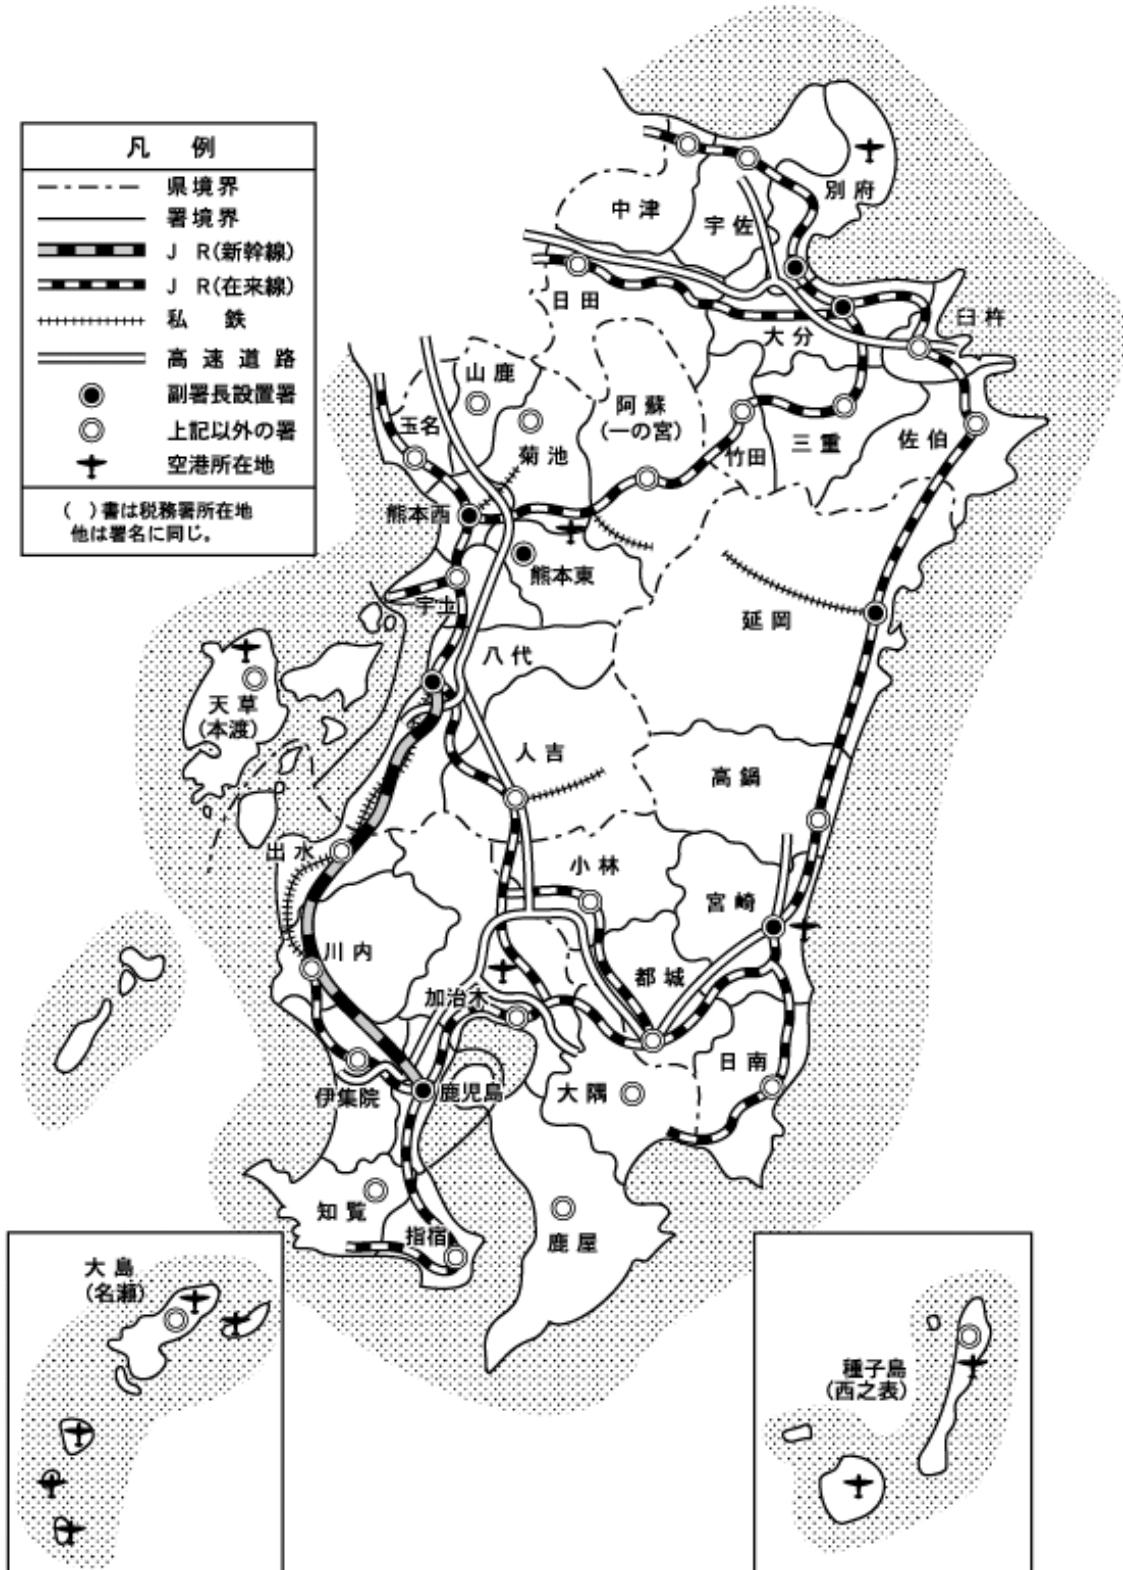 凡 例
県境界
署境界
J R(新幹線)
J R(在来線)
私 鉄
高速道路
副署長設置署
上記以外の署
空港所在地
( )書は税務署所在地
他は署名に同じ。
別府
中津
宇佐
日田
大分
臼杵
山鹿
阿蘇
(一の宮)
玉名
菊池
竹田
三重
佐伯
熊本西
熊本東
宇土
延岡
八代
天草
(本渡)
人吉
高鍋
出水
小林
宮崎
川内
都城
加治木
日南
伊集院
鹿児島
大隅
知覧
指宿
鹿屋
大島
(名瀬)
種子島
(西之表)